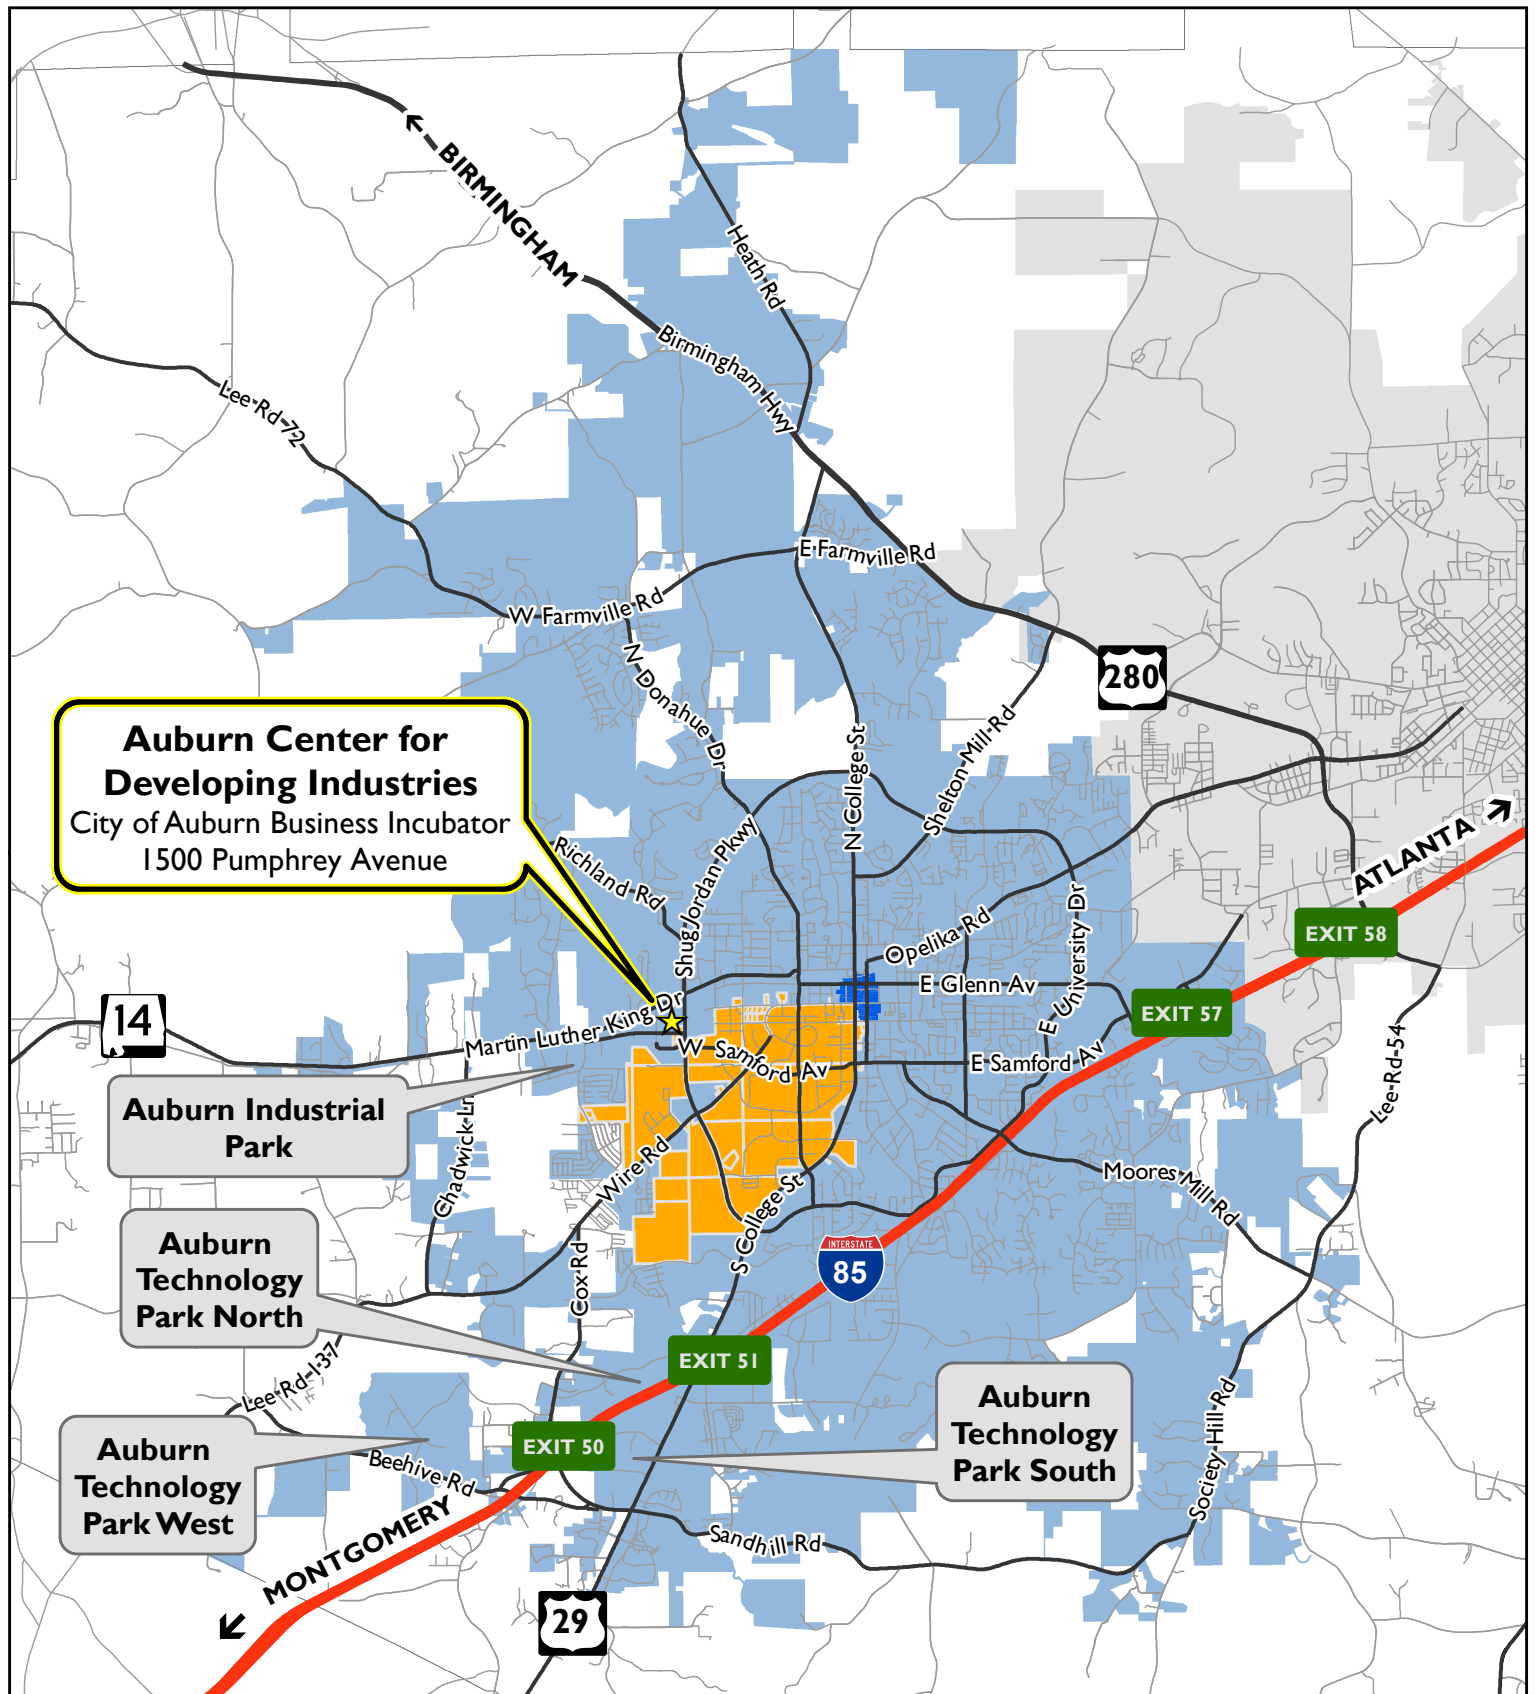 BIRMINGHAM
Heath Rd
Birmingham Hwy
Lee Rd 72
E Farmville Rd
W Farmville Rd
N Donahue Dr
280
N College St
Shelton Mill Rd
Auburn Center for
Developing Industries
City of Auburn Business Incubator
1500 Pumphrey Avenue
ATLANTA
Richland Rd
Shug Jordan Pkwy
E University Dr
Opelika Rd
EXIT 58
E Glenn Av
EXIT 57
14
Martin Luther King Dr
W Samford Av
E Samford Av
Lee Rd 54
Auburn Industrial
Park
Chadwick Ln
Wire Rd
Moores Mill Rd
S College St
Auburn
Technology
Park North
Cox Rd
INTERSTATE
85
EXIT 51
Lee Rd 137
Auburn
Technology
Park South
Society Hill Rd
Auburn
Technology
Park West
EXIT 50
Beehive Rd
MONTGOMERY
Sandhill Rd
29